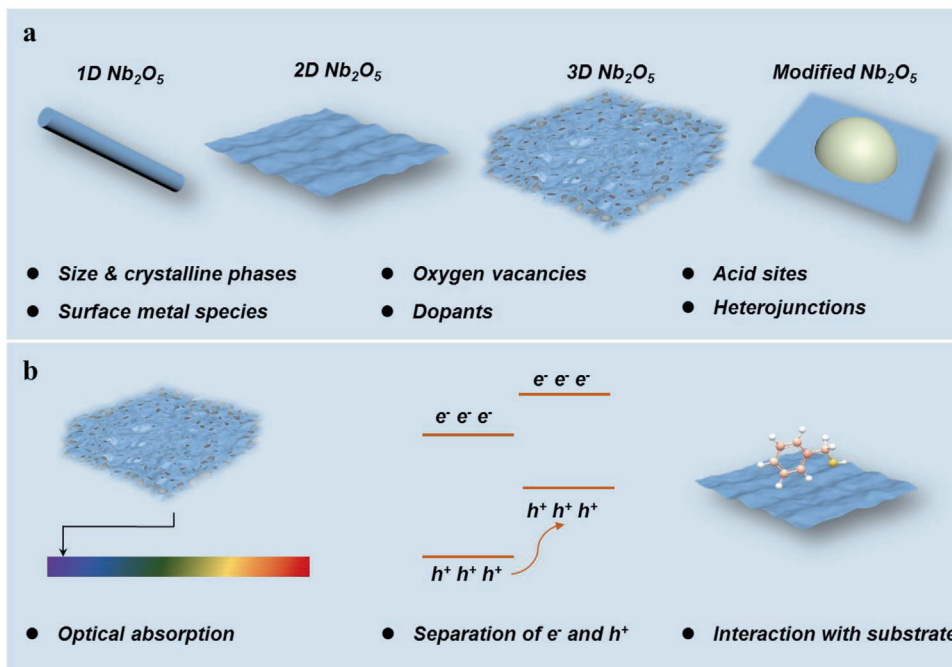 a
1D Nb₂O₅ 2D Nb₂O₅ 3D Nb₂O₅ Modified Nb₂O₅
● Size & crystalline phases ● Oxygen vacancies ● Acid sites
● Surface metal species ● Dopants ● Heterojunctions
b
e⁻ e⁻ e⁻
e⁻ e⁻ e⁻
h⁺ h⁺ h⁺
h⁺ h⁺ h⁺
● Optical absorption ● Separation of e⁻ and h⁺ ● Interaction with substrate